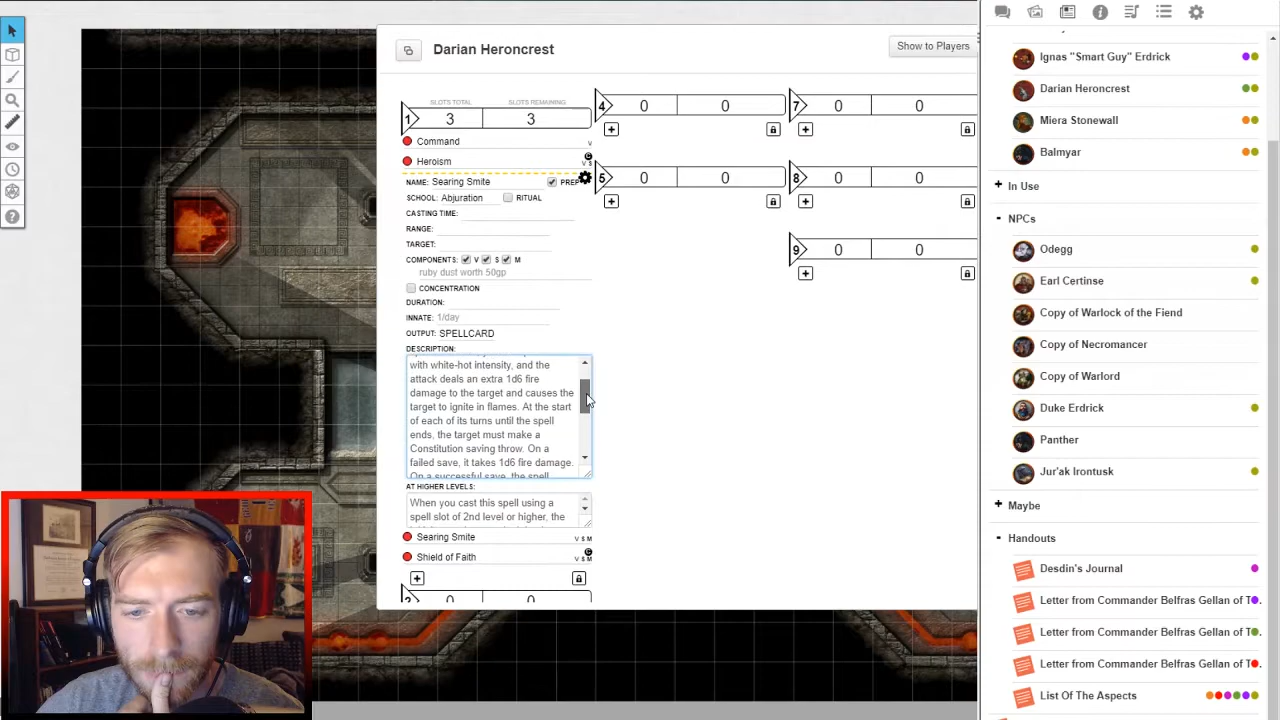 Darian Heroncrest
Show to Players
SLOTS TOTAL
SLOTS REMAINING
1
3
3
4
0
0
7
0
0
Command
V
Heroism
C
V S
5
0
0
8
0
0
NAME: Searing Smite
PREP
SCHOOL: Abjuration
RITUAL
CASTING TIME:
RANGE:
TARGET:
9
0
0
COMPONENTS:
V
S
M
ruby dust worth 50gp
CONCENTRATION
DURATION:
INNATE: 1/day
OUTPUT: SPELLCARD
DESCRIPTION:
with white-hot intensity, and the
attack deals an extra 1d6 fire
damage to the target and causes the
target to ignite in flames. At the start
of each of its turns until the spell
ends, the target must make a
Constitution saving throw. On a
failed save, it takes 1d6 fire damage.
On a successful save, the spell
AT HIGHER LEVELS:
When you cast this spell using a
spell slot of 2nd level or higher, the
Searing Smite
V S M
Shield of Faith
C
V S M
0
0
Ignas "Smart Guy" Erdrick
Darian Heroncrest
Miera Stonewall
Balmyar
In Use
NPCs
Odegg
Earl Certinse
Copy of Warlock of the Fiend
Copy of Necromancer
Copy of Warlord
Duke Erdrick
Panther
Jur'ak Irontusk
Maybe
Handouts
Desdin's Journal
Letter from Commander Belfras Gellan of T...
Letter from Commander Belfras Gellan of T...
Letter from Commander Belfras Gellan of T...
List Of The Aspects